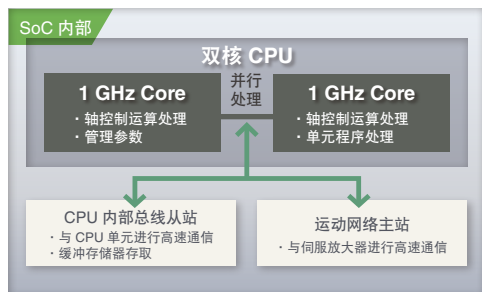 SoC 内部
双核 CPU
1 GHz Core
・轴控制运算处理
・管理参数
并行
处理
1 GHz Core
・轴控制运算处理
・单元程序处理
CPU 内部总线从站
・与 CPU 单元进行高速通信
・缓冲存储器存取
运动网络主站
・与伺服放大器进行高速通信